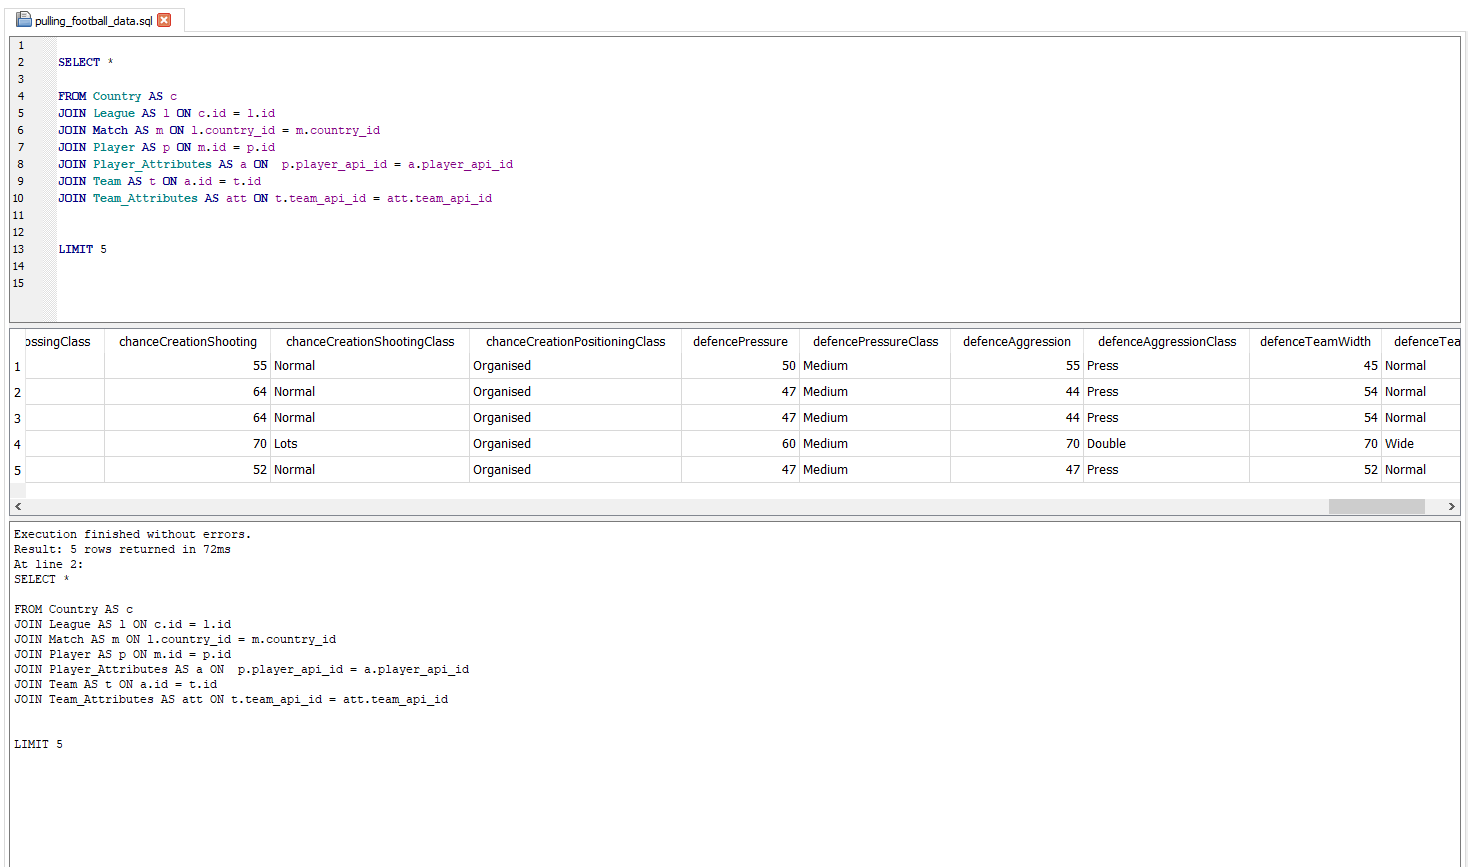 pulling_football_data.sql
1
2 SELECT *
3
4 FROM Country AS c
5 JOIN League AS l ON c.id = l.id
6 JOIN Match AS m ON l.country_id = m.country_id
7 JOIN Player AS p ON m.id = p.id
8 JOIN Player_Attributes AS a ON  p.player_api_id = a.player_api_id
9 JOIN Team AS t ON a.id = t.id
10 JOIN Team_Attributes AS att ON t.team_api_id = att.team_api_id
11
12
13 LIMIT 5
14
15
ossingClass chanceCreationShooting chanceCreationShootingClass chanceCreationPositioningClass defencePressure defencePressureClass defenceAggression defenceAggressionClass defenceTeamWidth defenceTea
1 55 Normal Organised 50 Medium 55 Press 45 Normal
2 64 Normal Organised 47 Medium 44 Press 54 Normal
3 64 Normal Organised 47 Medium 44 Press 54 Normal
4 70 Lots Organised 60 Medium 70 Double 70 Wide
5 52 Normal Organised 47 Medium 47 Press 52 Normal
Execution finished without errors.
Result: 5 rows returned in 72ms
At line 2:
SELECT *
FROM Country AS c
JOIN League AS l ON c.id = l.id
JOIN Match AS m ON l.country_id = m.country_id
JOIN Player AS p ON m.id = p.id
JOIN Player_Attributes AS a ON  p.player_api_id = a.player_api_id
JOIN Team AS t ON a.id = t.id
JOIN Team_Attributes AS att ON t.team_api_id = att.team_api_id
LIMIT 5